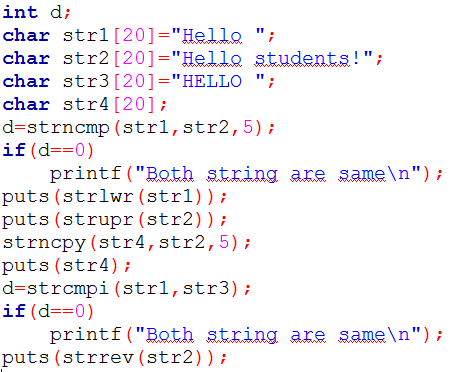 int d;
char str1[20]="Hello ";
char str2[20]="Hello students!";
char str3[20]="HELLO ";
char str4[20];
d=strncmp(str1,str2,5);
if(d==0)
    printf("Both string are same\n");
puts(strlwr(str1));
puts(strupr(str2));
strncpy(str4,str2,5);
puts(str4);
d=strcmpi(str1,str3);
if(d==0)
    printf("Both string are same\n");
puts(strrev(str2));